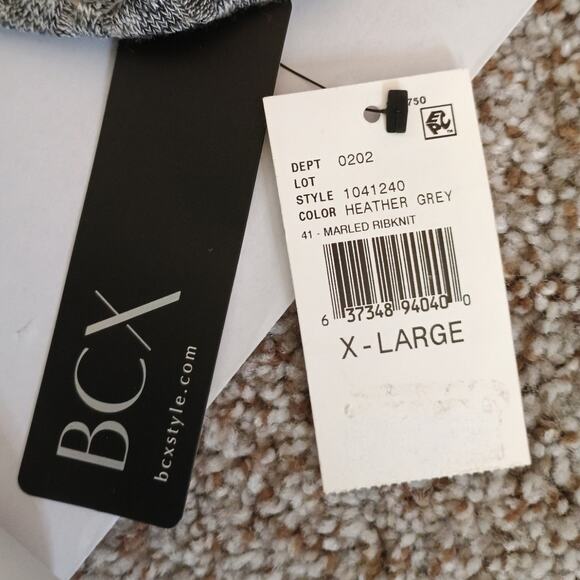 BCX
bcxstyle.com
750
EPC
DEPT 0202
LOT
STYLE 1041240
COLOR HEATHER GREY
41 - MARLED RIBKNIT
6 37348 94040 0
X-LARGE